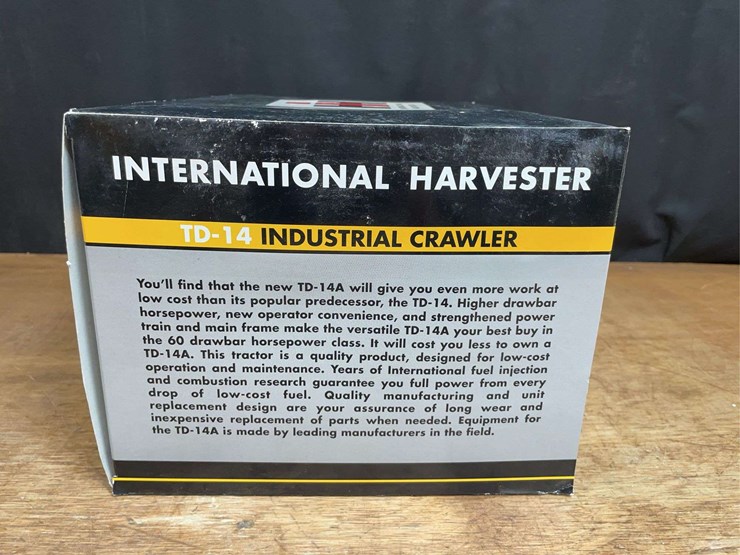 INTERNATIONAL HARVESTER
TD-14 INDUSTRIAL CRAWLER
You'll find that the new TD-14A will give you even more work at
low cost than its popular predecessor, the TD-14. Higher drawbar
horsepower, new operator convenience, and strengthened power
train and main frame make the versatile TD-14A your best buy in
the 60 drawbar horsepower class. It will cost you less to own a
TD-14A. This tractor is a quality product, designed for low-cost
operation and maintenance. Years of International fuel injection
and combustion research guarantee you full power from every
drop of low-cost fuel. Quality manufacturing and unit
replacement design are your assurance of long wear and
inexpensive replacement of parts when needed. Equipment for
the TD-14A is made by leading manufacturers in the field.